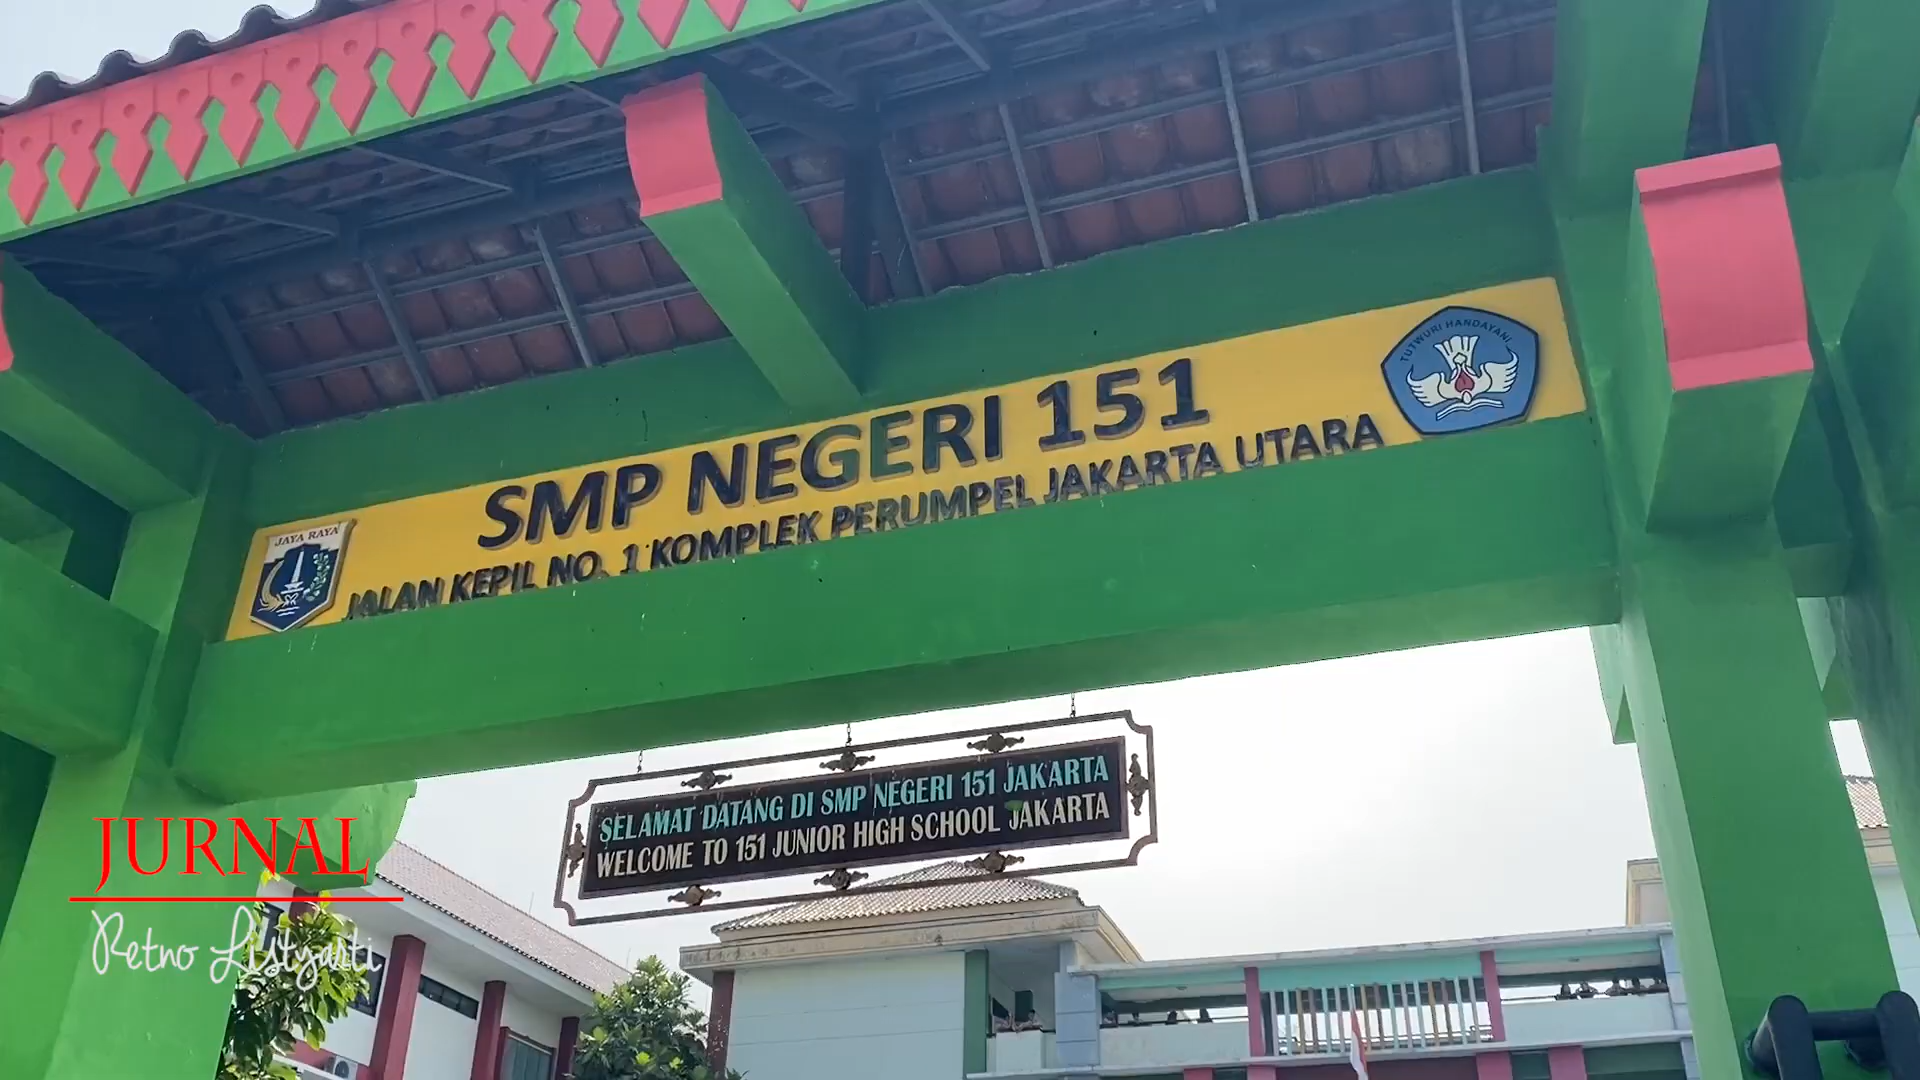 TUTWURI HANDAYANI
SMP NEGERI 151
JALAN KEPIL NO. 1 KOMPLEK PERUMPEL JAKARTA UTARA
JAYA RAYA
SELAMAT DATANG DI SMP NEGERI 151 JAKARTA
WELCOME TO 151 JUNIOR HIGH SCHOOL JAKARTA
JURNAL
Retno Listyarti